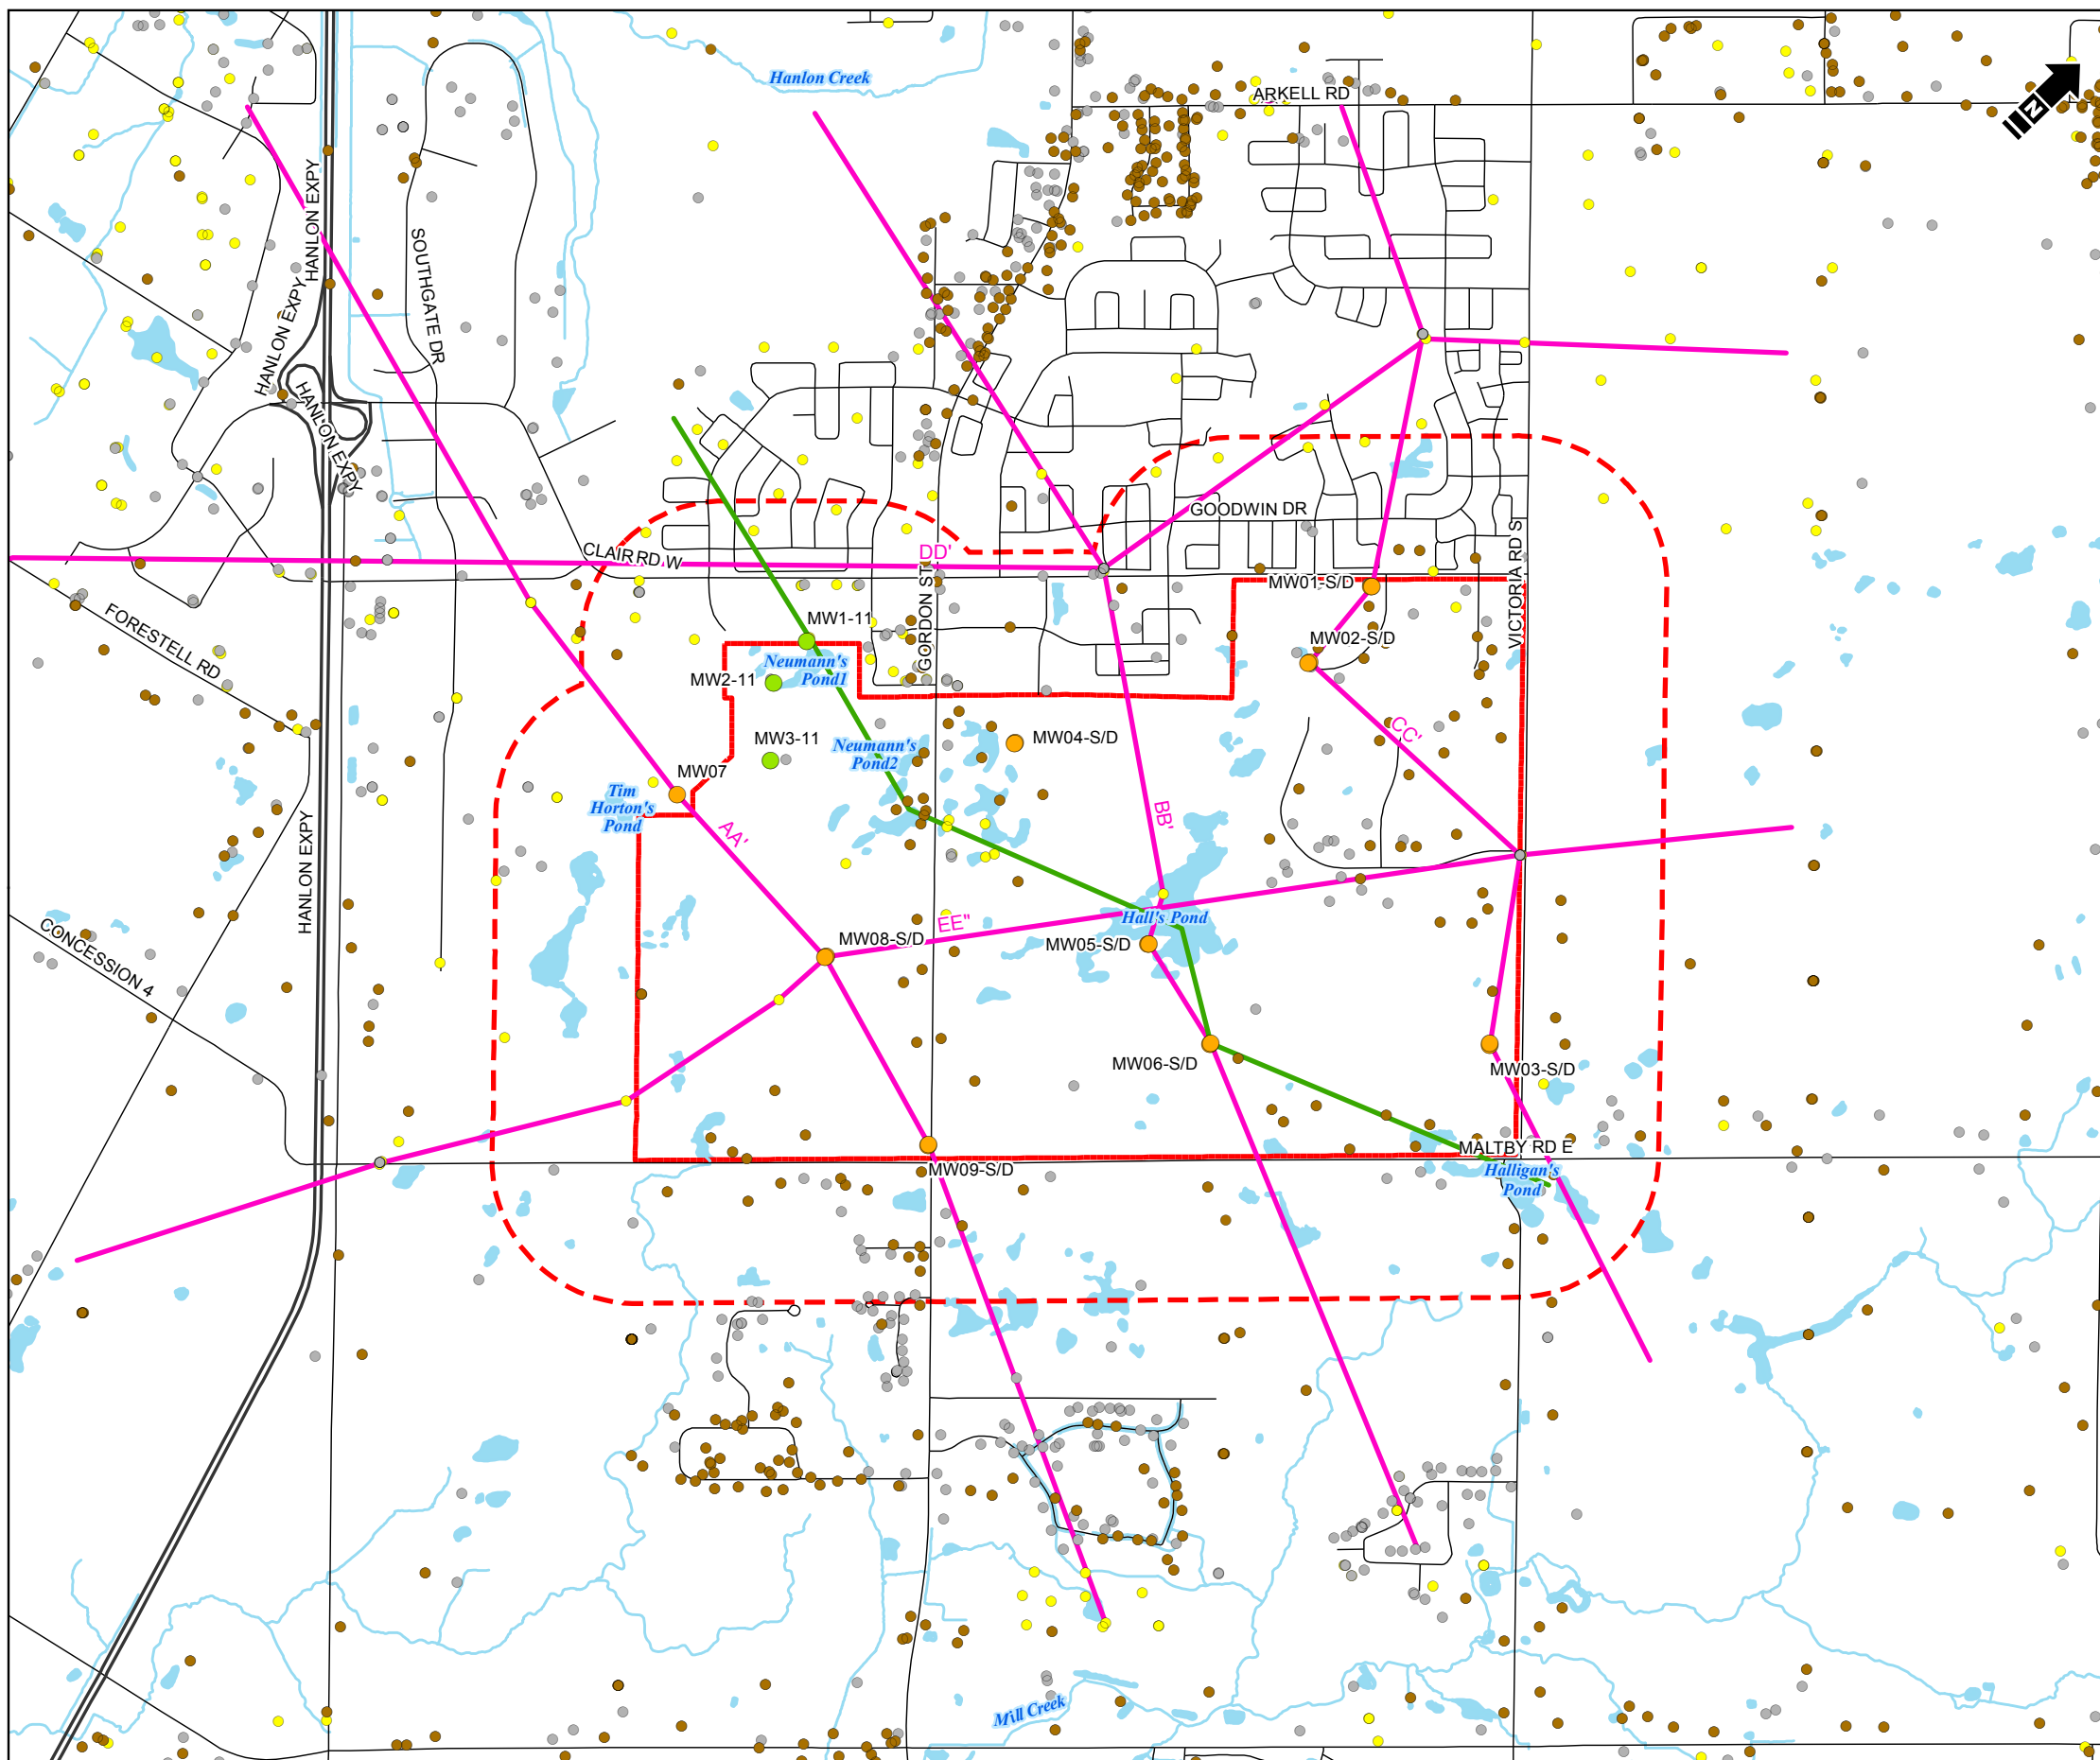 Hanlon Creek
ARKELL RD
N
HANLON EXPY
SOUTHGATE DR
HANLON EXPY
HANLON EXPY
GOODWIN DR
VICTORIA RD S
CLAIR RD W
DD'
GORDON ST
MW01-S/D
FORESTELL RD
MW1-11
MW02-S/D
Neumann's
Pond1
MW2-11
CC'
MW3-11
MW04-S/D
Neumann's
Pond2
MW07
Tim
Horton's
Pond
AA'
BB'
HANLON EXPY
CONCESSION 4
EE"
Hall's Pond
MW08-S/D
MW05-S/D
MW06-S/D
MW03-S/D
MALTBY RD E
MW09-S/D
Halligan's
Pond
Mill Creek